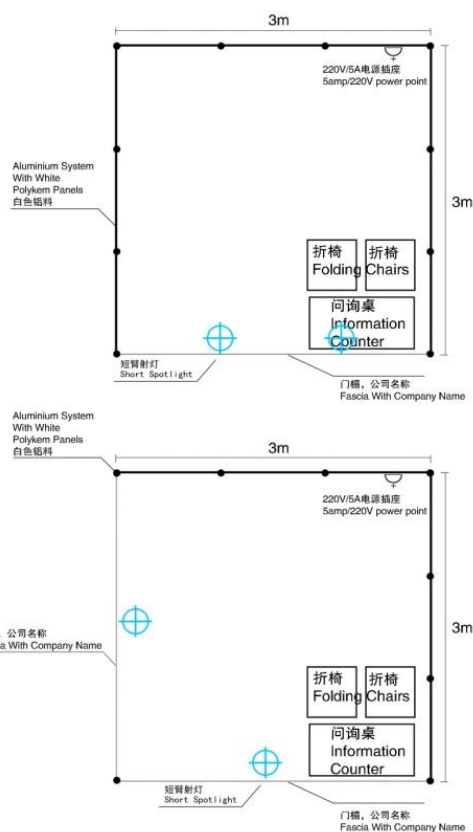 3m
220V/5A电源插座
5amp/220V power point
Aluminium System
With White
Polykem Panels
白色铝料
3m
折椅 折椅
Folding Chairs
问询桌
Information
Counter
短臂射灯
Short Spotlight
门楣，公司名称
Fascia With Company Name
Aluminium System
With White
Polykem Panels
白色铝料
3m
220V/5A电源插座
5amp/220V power point
，公司名称
a With Company Name
3m
折椅 折椅
Folding Chairs
问询桌
Information
Counter
短臂射灯
Short Spotlight
门楣，公司名称
Fascia With Company Name